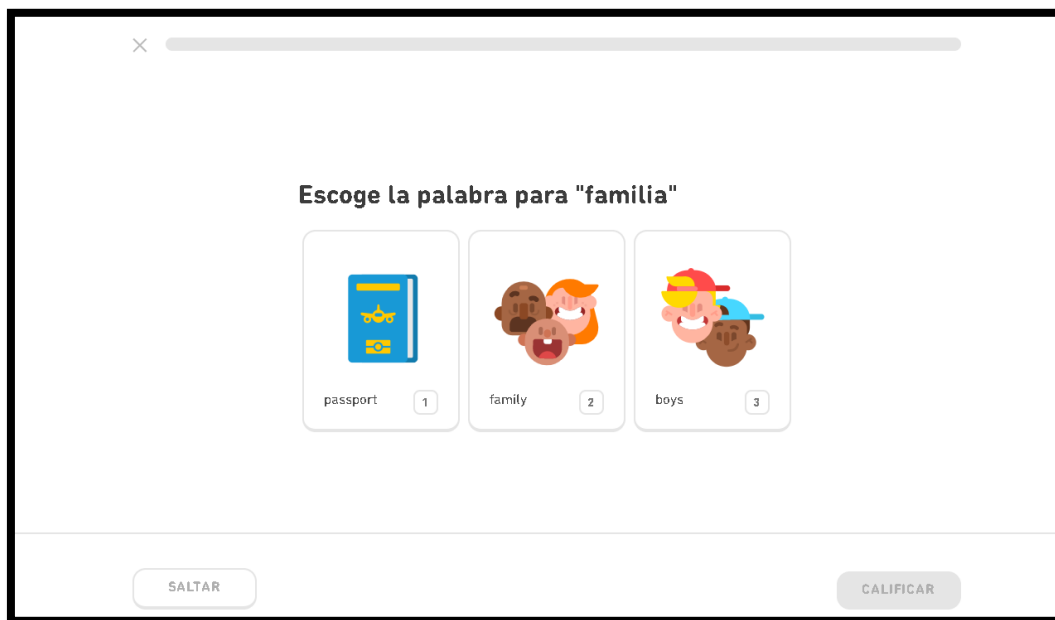 Escoge la palabra para "familia"
passport 1
family 2
boys 3
SALTAR
CALIFICAR